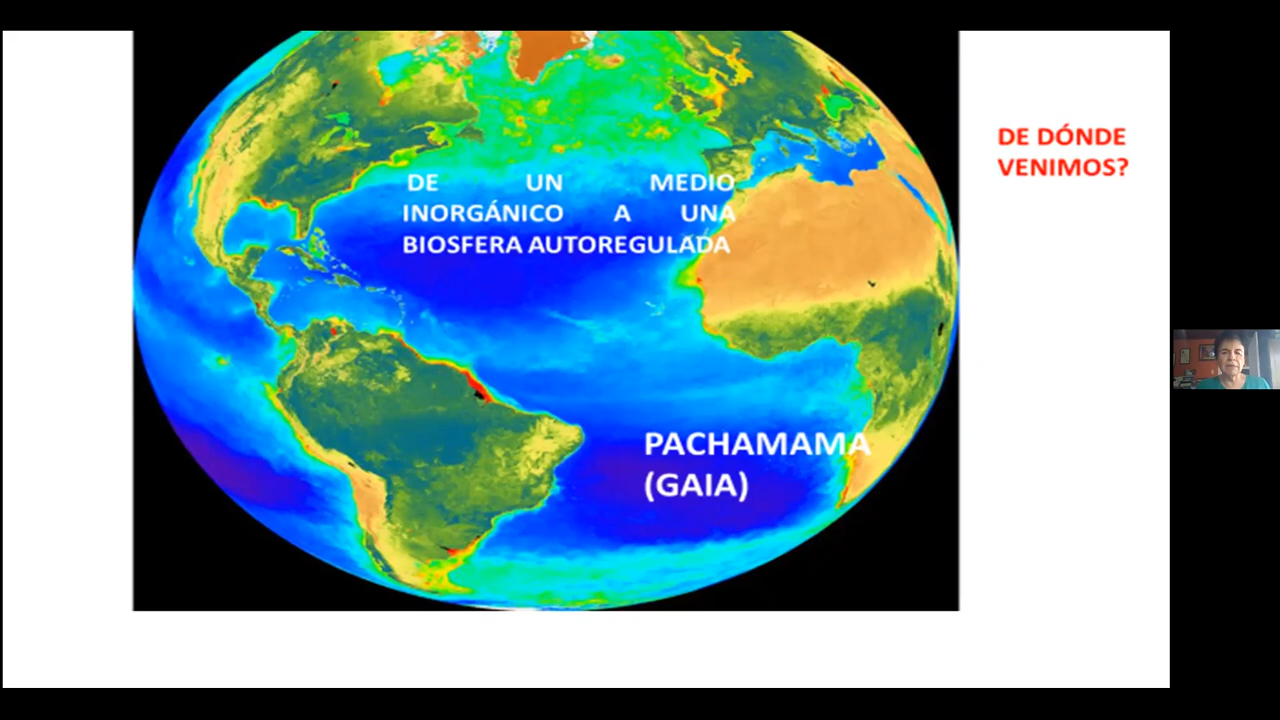 DE UN MEDIO
INORGÁNICO A UNA
BIOSFERA AUTOREGULADA
PACHAMAMA
(GAIA)
DE DÓNDE
VENIMOS?